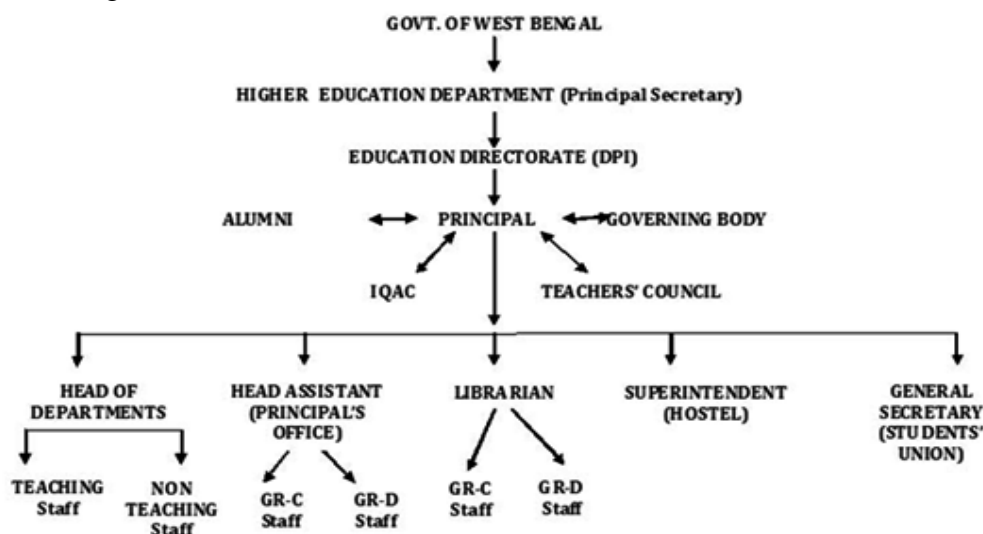 GOVT. OF WEST BENGAL
HIGHER EDUCATION DEPARTMENT (Principal Secretary)
EDUCATION DIRECTORATE (DPI)
ALUMNI
PRINCIPAL
GOVERNING BODY
IQAC
TEACHERS' COUNCIL
HEAD OF
DEPARTMENTS
HEAD ASSISTANT
(PRINCIPAL'S
OFFICE)
LIBRARIAN
SUPERINTENDENT
(HOSTEL)
GENERAL
SECRETARY
(STUDENTS'
UNION)
TEACHING
Staff
NON
TEACHING
Staff
GR-C
Staff
GR-D
Staff
GR-C
Staff
GR-D
Staff